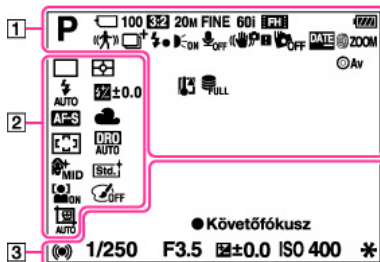 1
P 100 3:2 20M FINE 60i FH
ON OFF OFF DATE ZOOM
Av
FULL
2
AUTO ±0.0
AF-S
DRO AUTO
MID Std.
ON OFF
AUTO
Követőfókusz
3
1/250 F3.5 ±0.0 ISO 400